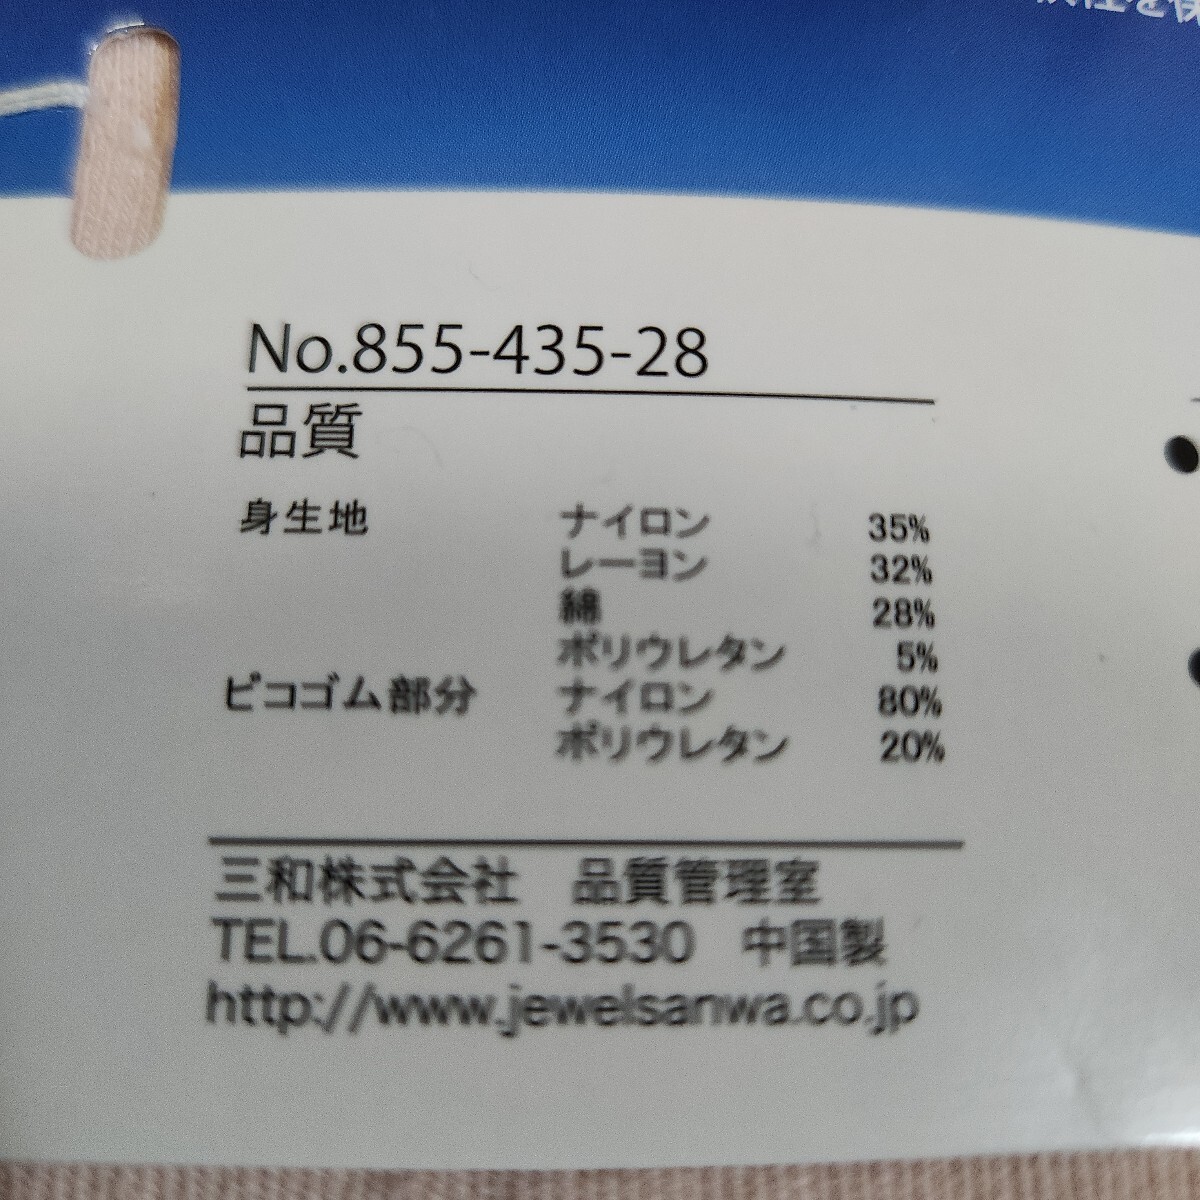 No.855-435-28
品質
身生地 ナイロン 35%
レーヨン 32%
綿 28%
ポリウレタン 5%
ピコゴム部分 ナイロン 80%
ポリウレタン 20%
三和株式会社 品質管理室
TEL.06-6261-3530 中国製
http://www.jewelsanwa.co.jp